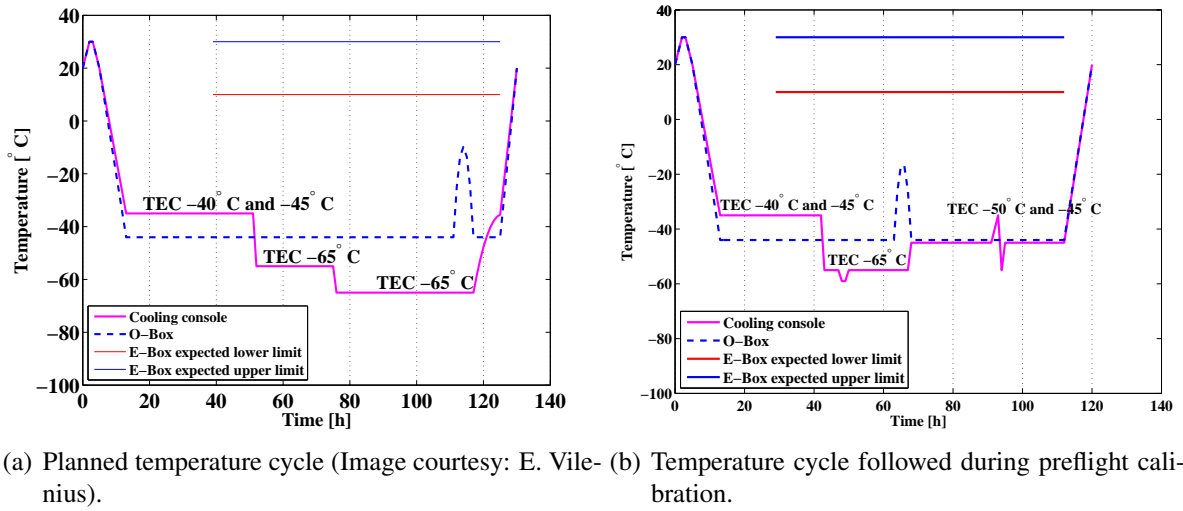 40
20
0
−20
−40
−60
−80
−100
Temperature [ °C]
TEC −40° C and −45° C
TEC −65° C
TEC −65° C
Cooling console
O−Box
E−Box expected lower limit
E−Box expected upper limit
0 20 40 60 80 100 120 140
Time [h]
(a) Planned temperature cycle (Image courtesy: E. Vile-
nius).
40
20
0
−20
−40
−60
−80
−100
Temperature [ °C]
TEC −40° C and −45° C
TEC −65° C
TEC −50° C and −45° C
Cooling console
O−Box
E−Box expected lower limit
E−Box expected upper limit
0 20 40 60 80 100 120 140
Time [h]
(b) Temperature cycle followed during preflight cali-
bration.